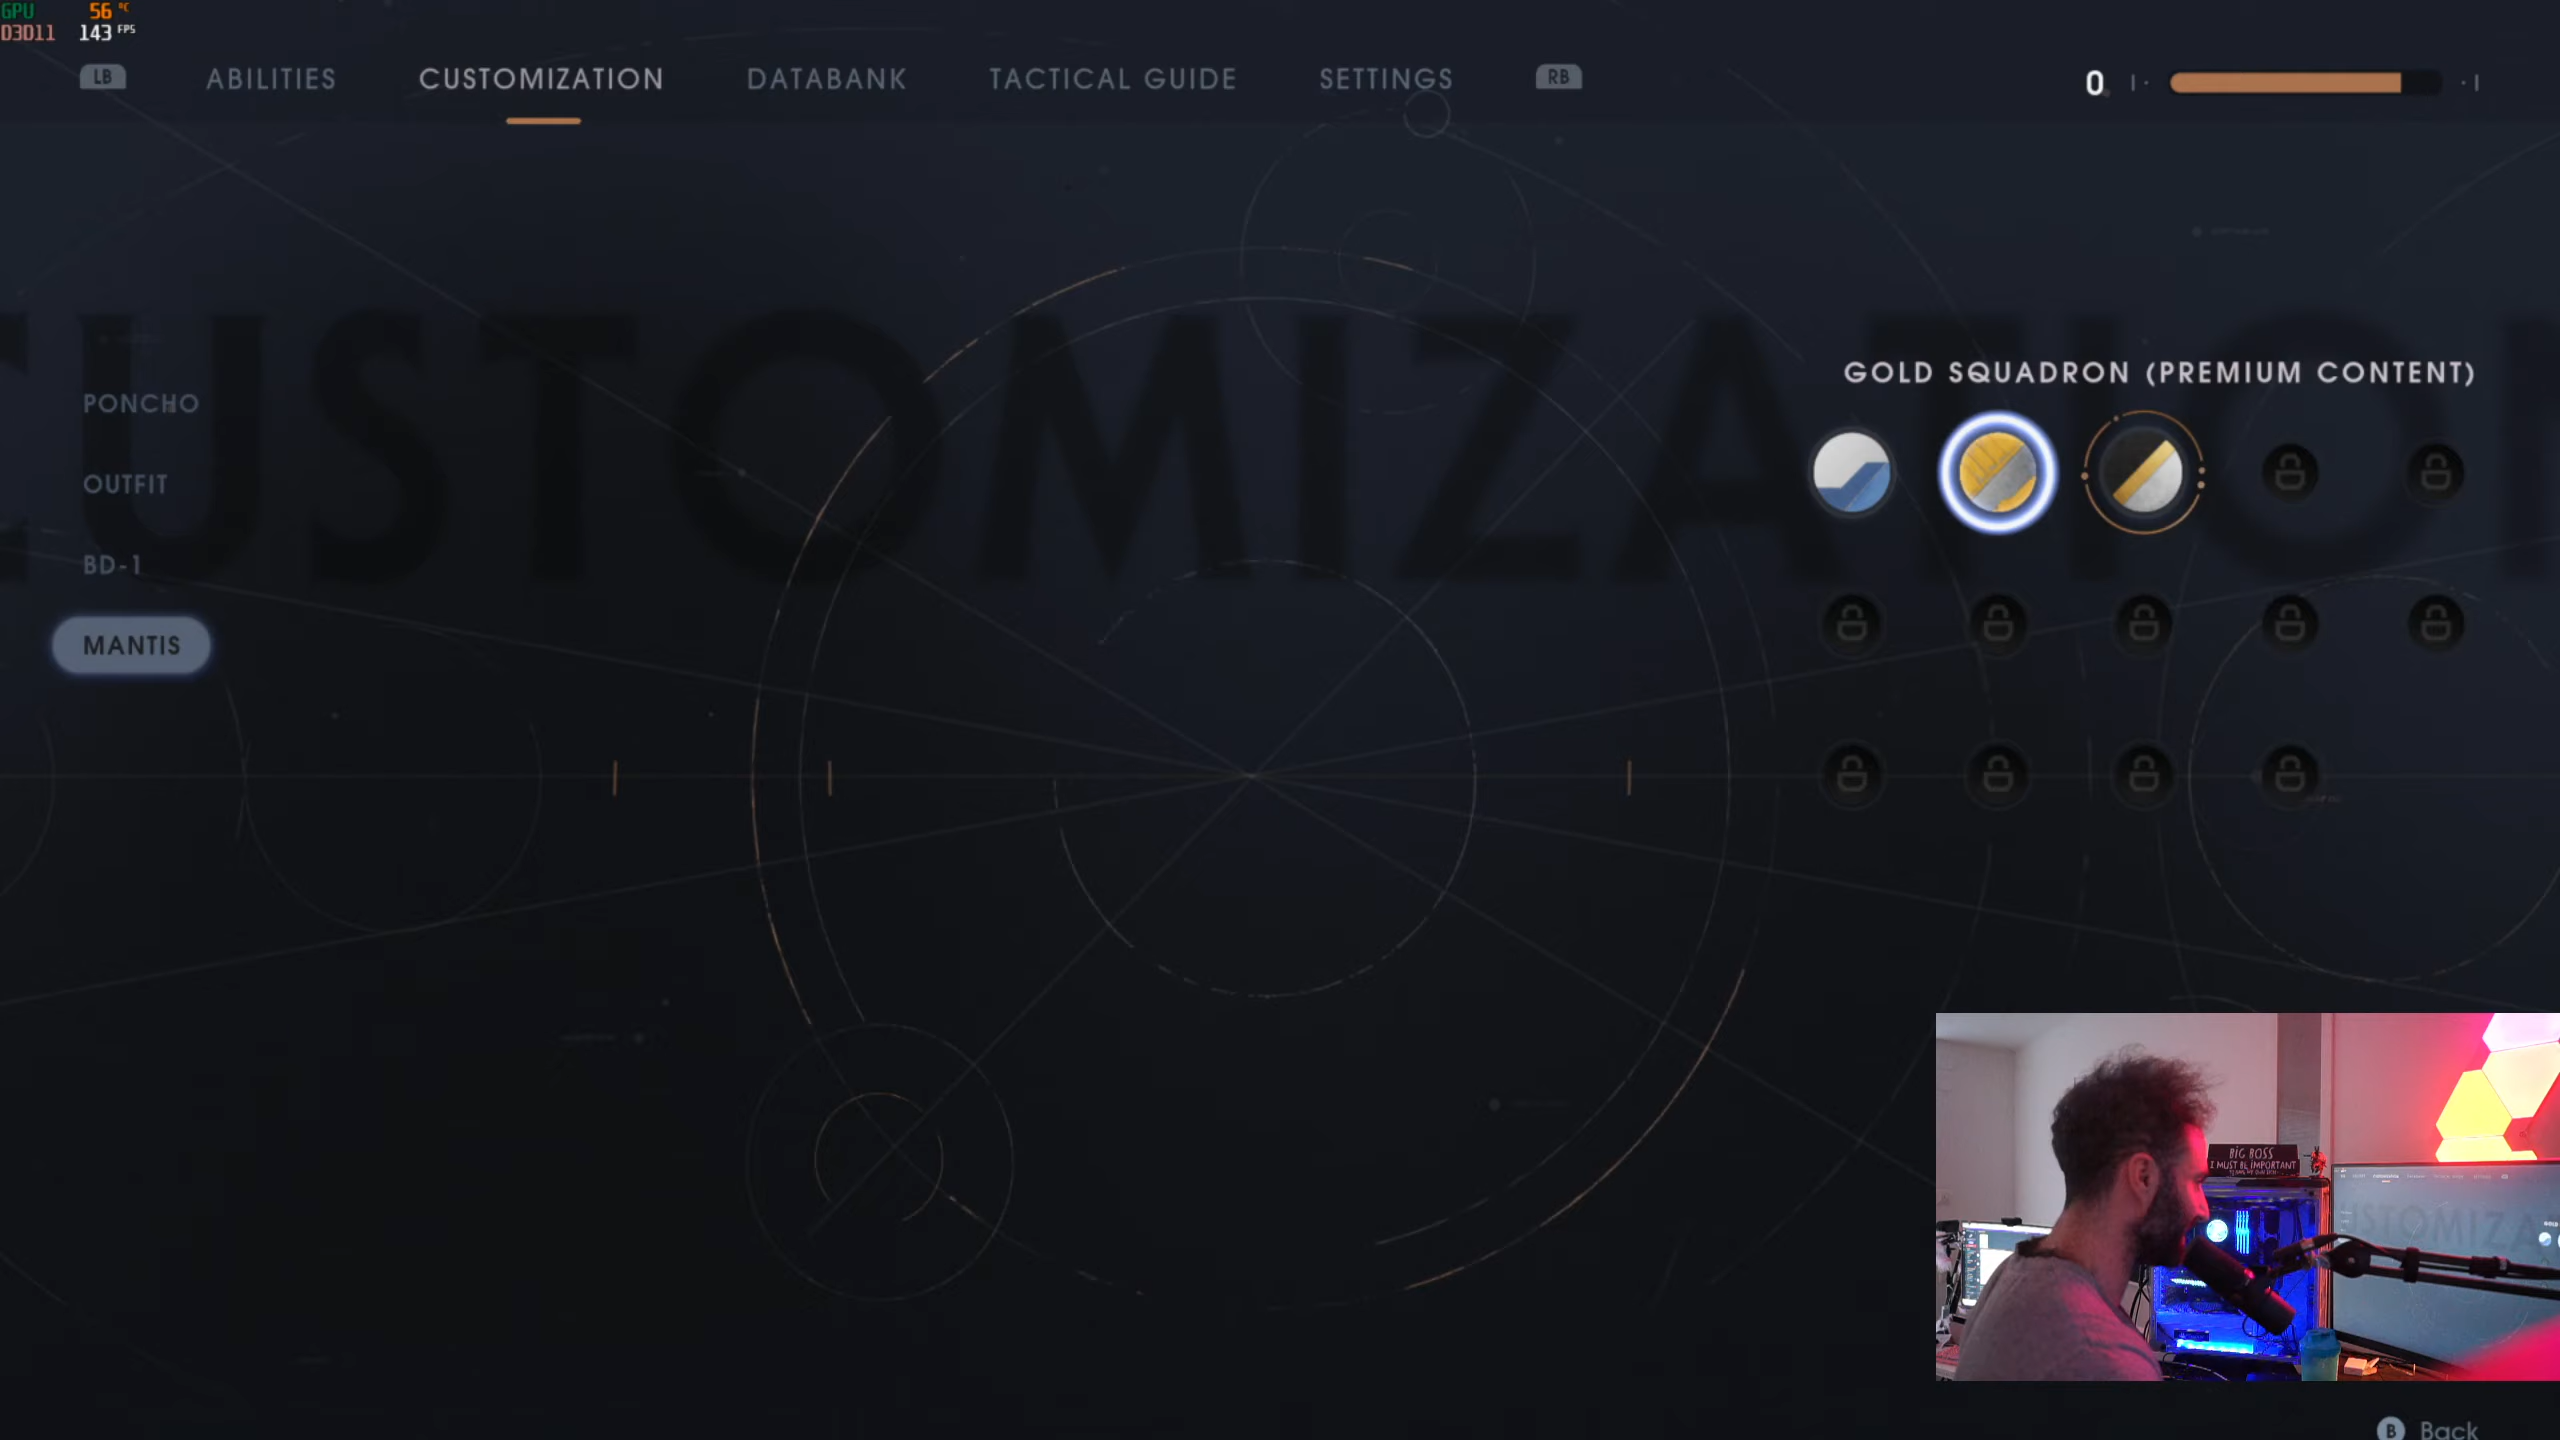 GPU 56 °C
D3D11 143 FPS
LB ABILITIES CUSTOMIZATION DATABANK TACTICAL GUIDE SETTINGS RB 0
CUSTOMIZATION
GOLD SQUADRON (PREMIUM CONTENT)
PONCHO
OUTFIT
BD-1
MANTIS
BIG BOSS
I MUST BE IMPORTANT
USTOMIZA
B Back